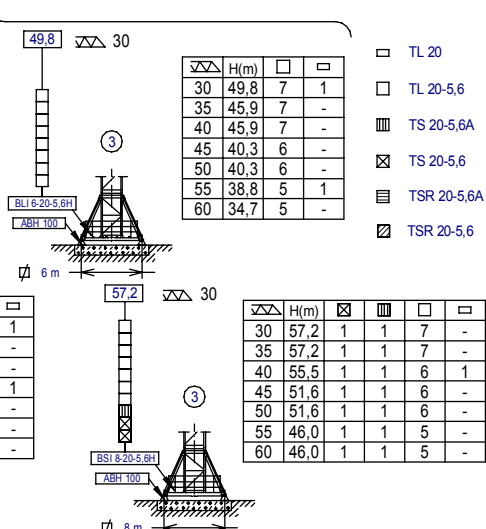 49,8 30
H(m)
30 49,8 7 1
35 45,9 7 -
40 45,9 7 -
45 40,3 6 -
50 40,3 6 -
55 38,8 5 1
60 34,7 5 -
TL 20
TL 20-5,6
TS 20-5,6A
TS 20-5,6
TSR 20-5,6A
TSR 20-5,6
3
BLI 6-20-5,6H
ABH 100
6 m
1
-
-
1
-
-
-
57,2 30
H(m)
30 57,2 1 1 7 -
35 57,2 1 1 7 -
40 55,5 1 1 6 1
45 51,6 1 1 6 -
50 51,6 1 1 6 -
55 46,0 1 1 5 -
60 46,0 1 1 5 -
3
BSI 8-20-5,6H
ABH 100
8 m